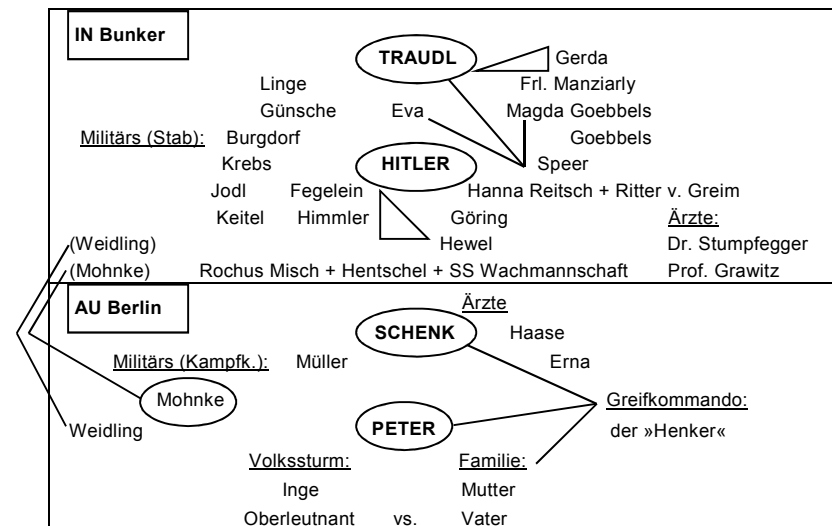 IN Bunker
TRAUDL Gerda
Linge Frl. Manziarly
Günsche Eva Magda Goebbels
Militärs (Stab): Burgdorf Goebbels
Krebs HITLER Speer
Jodl Fegelein Hanna Reitsch + Ritter v. Greim
Keitel Himmler Göring Ärzte:
(Weidling) Hewel Dr. Stumpfegger
(Mohnke) Rochus Misch + Hentschel + SS Wachmannschaft Prof. Grawitz
AU Berlin Ärzte
SCHENK Haase
Militärs (Kampfk.): Müller Erna
Mohnke Greifkommando:
Weidling PETER der »Henker«
Volkssturm: Familie:
Inge Mutter
Oberleutnant vs. Vater